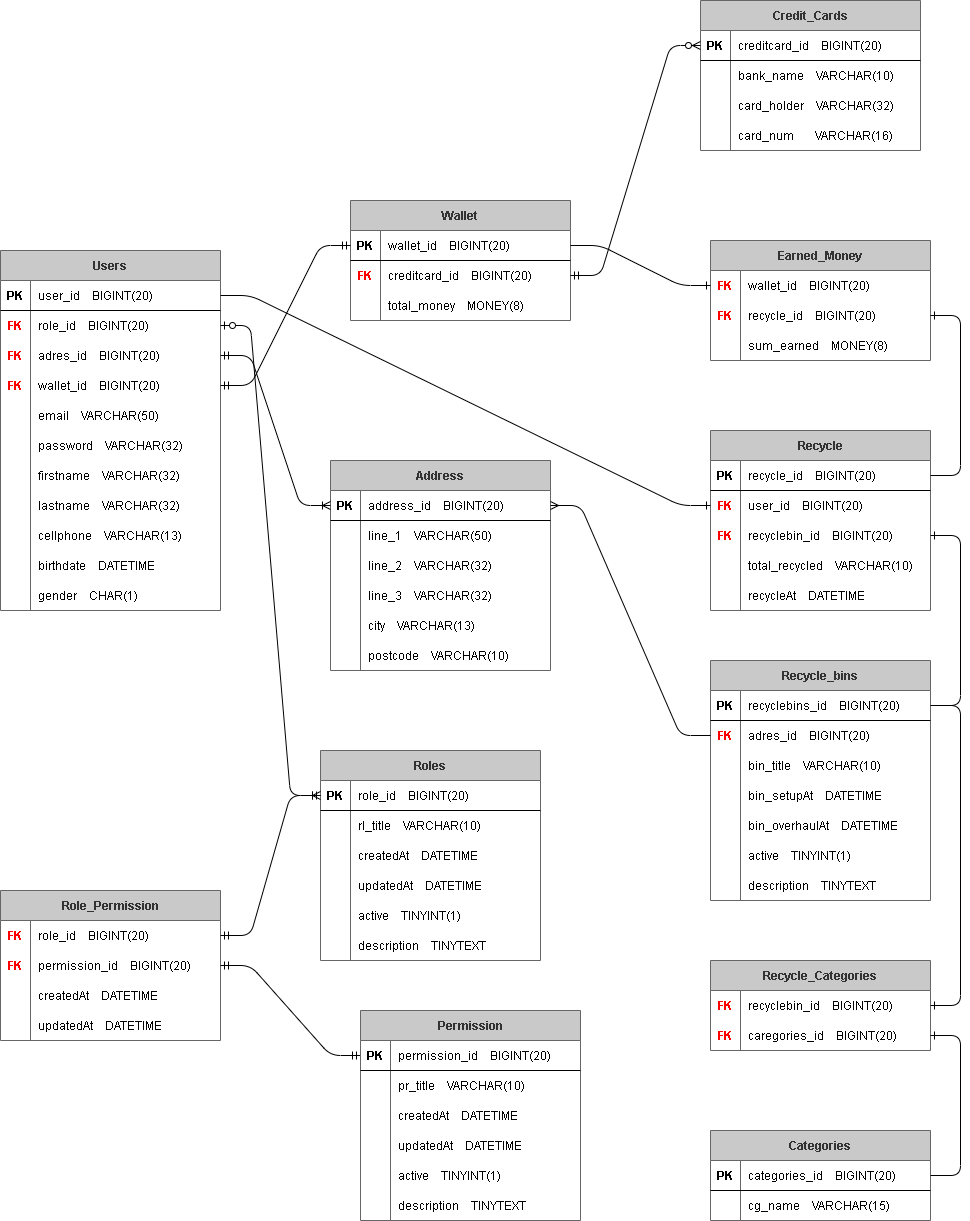 Credit_Cards
PK creditcard_id BIGINT(20)
bank_name VARCHAR(10)
card_holder VARCHAR(32)
card_num VARCHAR(16)
Wallet
PK wallet_id BIGINT(20)
FK creditcard_id BIGINT(20)
total_money MONEY(8)
Earned_Money
FK wallet_id BIGINT(20)
FK recycle_id BIGINT(20)
sum_earned MONEY(8)
Users
PK user_id BIGINT(20)
FK role_id BIGINT(20)
FK adres_id BIGINT(20)
FK wallet_id BIGINT(20)
email VARCHAR(50)
password VARCHAR(32)
firstname VARCHAR(32)
lastname VARCHAR(32)
cellphone VARCHAR(13)
birthdate DATETIME
gender CHAR(1)
Recycle
PK recycle_id BIGINT(20)
FK user_id BIGINT(20)
FK recyclebin_id BIGINT(20)
total_recycled VARCHAR(10)
recycleAt DATETIME
Address
PK address_id BIGINT(20)
line_1 VARCHAR(50)
line_2 VARCHAR(32)
line_3 VARCHAR(32)
city VARCHAR(13)
postcode VARCHAR(10)
Recycle_bins
PK recyclebins_id BIGINT(20)
FK adres_id BIGINT(20)
bin_title VARCHAR(10)
bin_setupAt DATETIME
bin_overhaulAt DATETIME
active TINYINT(1)
description TINYTEXT
Roles
PK role_id BIGINT(20)
rl_title VARCHAR(10)
createdAt DATETIME
updatedAt DATETIME
active TINYINT(1)
description TINYTEXT
Role_Permission
FK role_id BIGINT(20)
FK permission_id BIGINT(20)
createdAt DATETIME
updatedAt DATETIME
Recycle_Categories
FK recyclebin_id BIGINT(20)
FK caregories_id BIGINT(20)
Permission
PK permission_id BIGINT(20)
pr_title VARCHAR(10)
createdAt DATETIME
updatedAt DATETIME
active TINYINT(1)
description TINYTEXT
Categories
PK categories_id BIGINT(20)
cg_name VARCHAR(15)